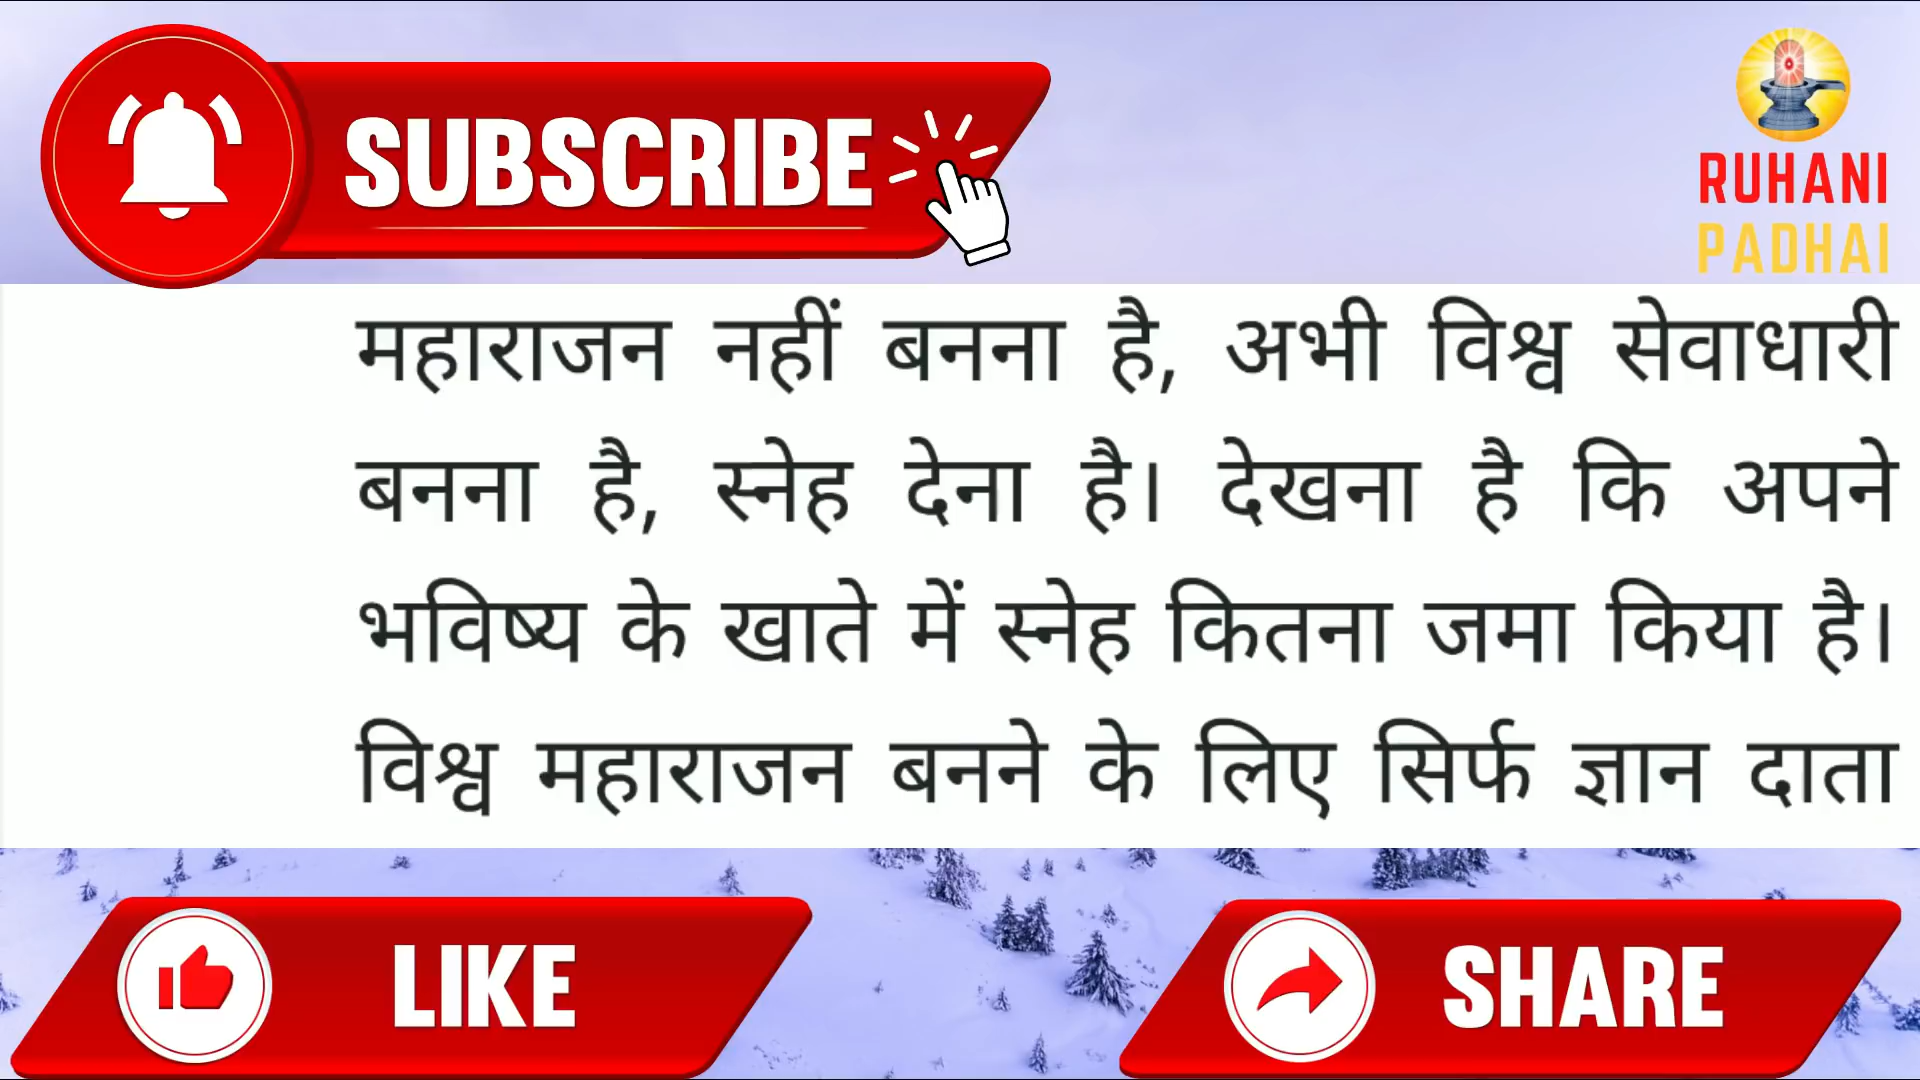 SUBSCRIBE
RUHANI
PADHAI
महाराजन नहीं बनना है, अभी विश्व सेवाधारी
बनना है, स्नेह देना है। देखना है कि अपने
भविष्य के खाते में स्नेह कितना जमा किया है।
विश्व महाराजन बनने के लिए सिर्फ ज्ञान दाता
LIKE
SHARE